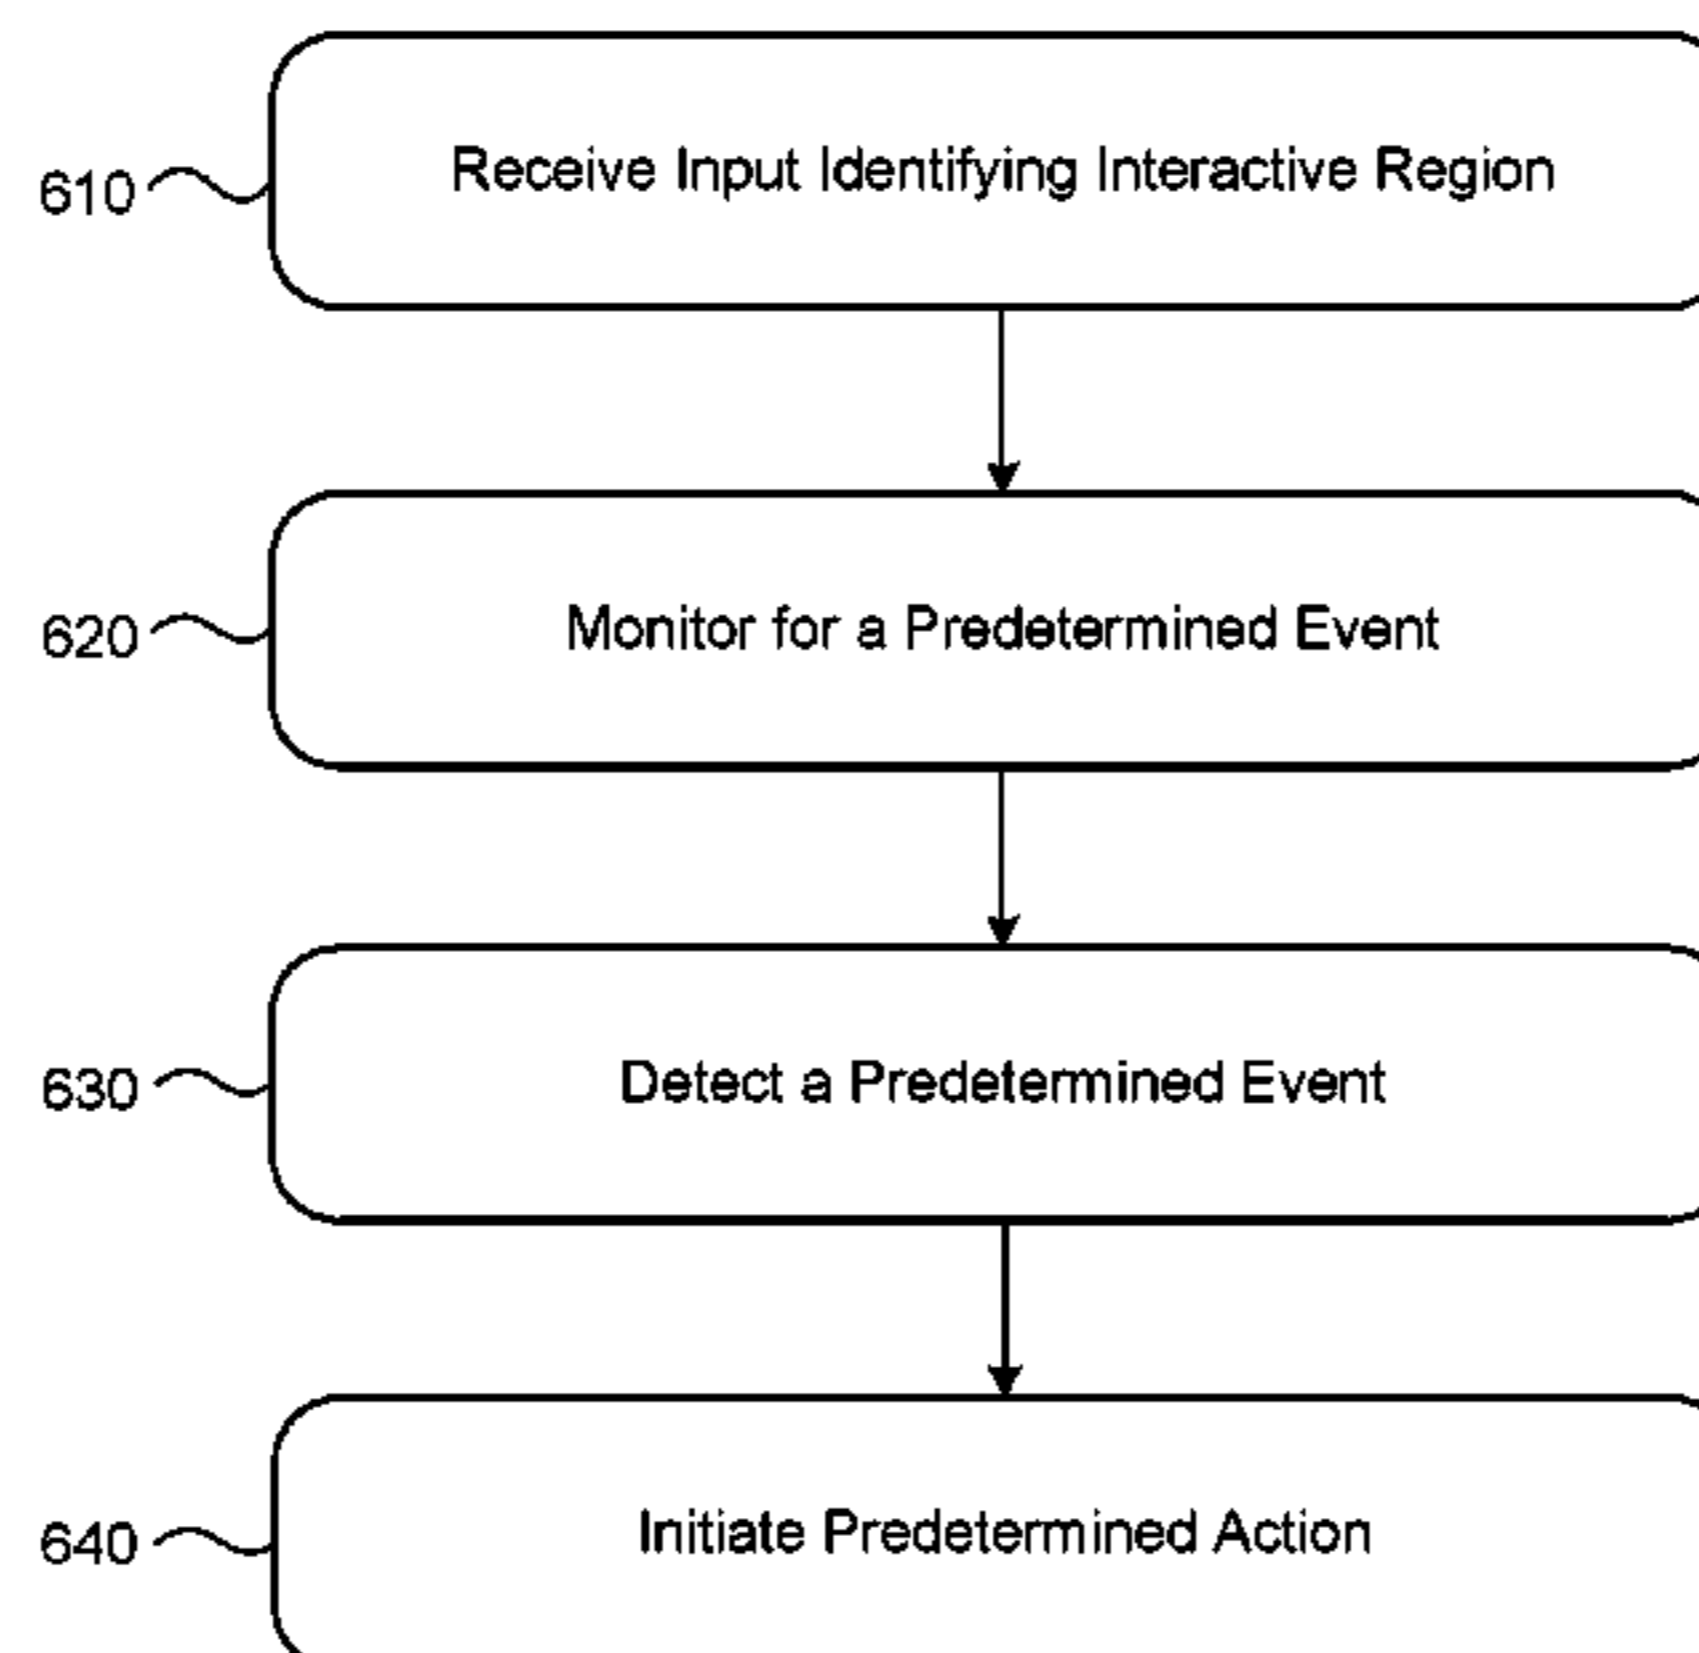 610
Receive Input Identifying Interactive Region
620
Monitor for a Predetermined Event
630
Detect a Predetermined Event
640
Initiate Predetermined Action